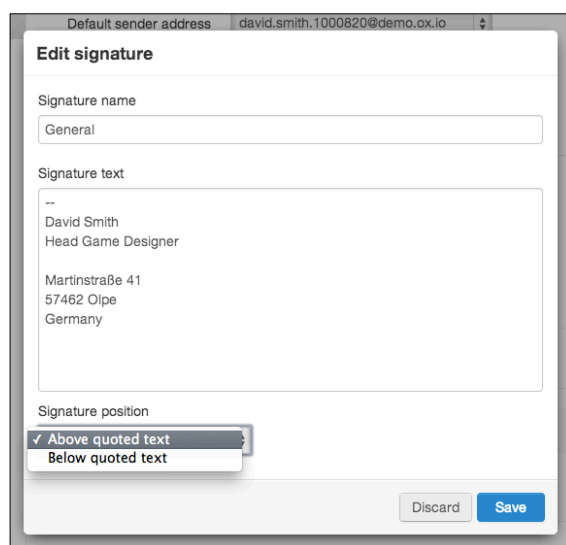 Default sender address david.smith.1000820@demo.ox.io
Edit signature
Signature name
General
Signature text
--
David Smith
Head Game Designer
Martinstraße 41
57462 Olpe
Germany
Signature position
✓ Above quoted text
Below quoted text
Discard Save